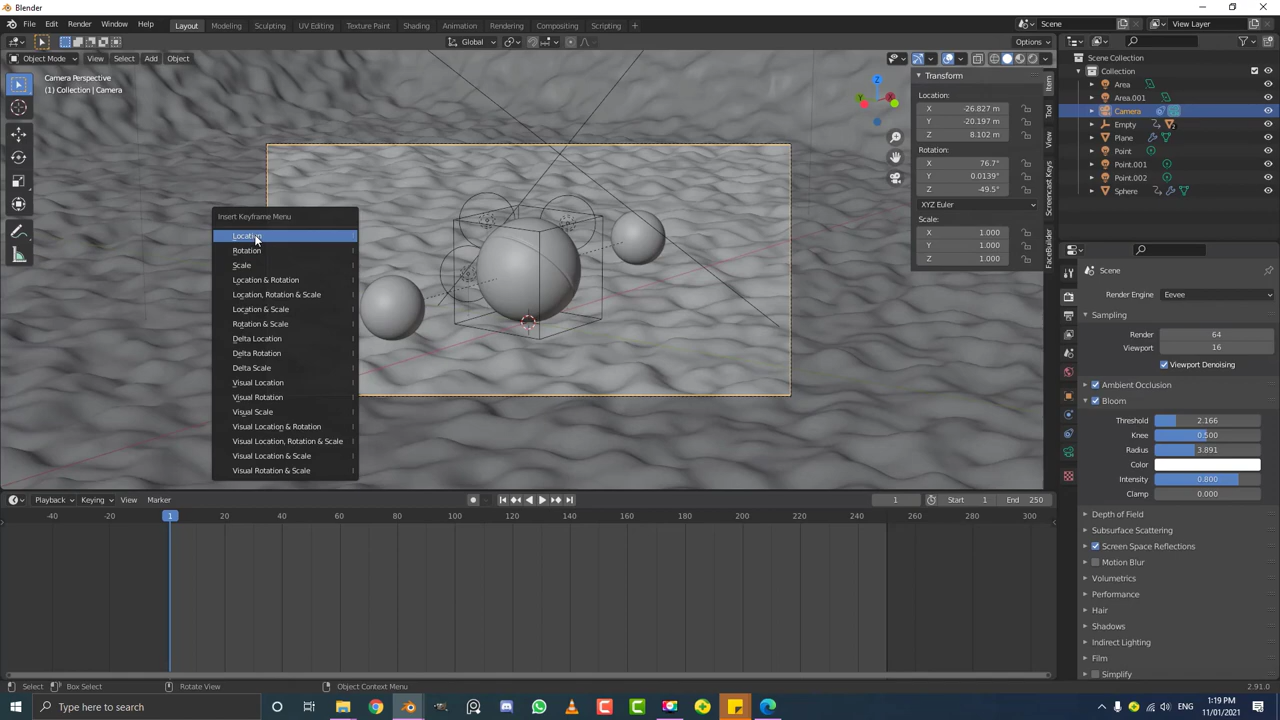 Blender
File Edit Render Window Help Layout Modeling Sculpting UV Editing Texture Paint Shading Animation Rendering Compositing Scripting + Scene View Layer
Global Options
Object Mode View Select Add Object
Camera Perspective
(1) Collection | Camera
Transform
Location:
X -26.827 m
Y -20.197 m
Z 8.102 m
Rotation:
X 76.7°
Y 0.0139°
Z -49.5°
XYZ Euler
Scale:
X 1.000
Y 1.000
Z 1.000
Item
Tool
View
Screencast Keys
FaceBuilder
Scene Collection
Collection
Area
Area.001
Camera
Empty
Plane
Point
Point.001
Point.002
Sphere
Insert Keyframe Menu
Location I
Rotation I
Scale I
Location & Rotation I
Location, Rotation & Scale I
Location & Scale I
Rotation & Scale I
Delta Location I
Delta Rotation I
Delta Scale I
Visual Location I
Visual Rotation I
Visual Scale I
Visual Location & Rotation I
Visual Location, Rotation & Scale I
Visual Location & Scale I
Visual Rotation & Scale I
Scene
Render Engine Eevee
Sampling
Render 64
Viewport 16
Viewport Denoising
Ambient Occlusion
Bloom
Threshold 2.166
Knee 0.500
Radius 3.891
Color
Intensity 0.800
Clamp 0.000
Depth of Field
Subsurface Scattering
Screen Space Reflections
Motion Blur
Volumetrics
Performance
Hair
Shadows
Indirect Lighting
Film
Simplify
Playback Keying View Marker 1 Start 1 End 250
-40 -20 1 20 40 60 80 100 120 140 160 180 200 220 240 260 280 300
Select Box Select Rotate View Object Context Menu 2.91.0
Type here to search
ENG
1:19 PM
11/01/2021